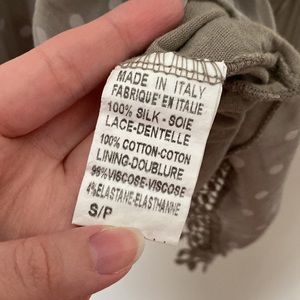 MADE IN ITALY
FABRIQUÉ EN ITALIE
100% SILK - SOIE
LACE-DENTELLE
100% COTTON-COTON
LINING-DOUBLURE
96% VISCOSE-VISCOSE
4% ELASTANE-ELASTHANNE
S/P